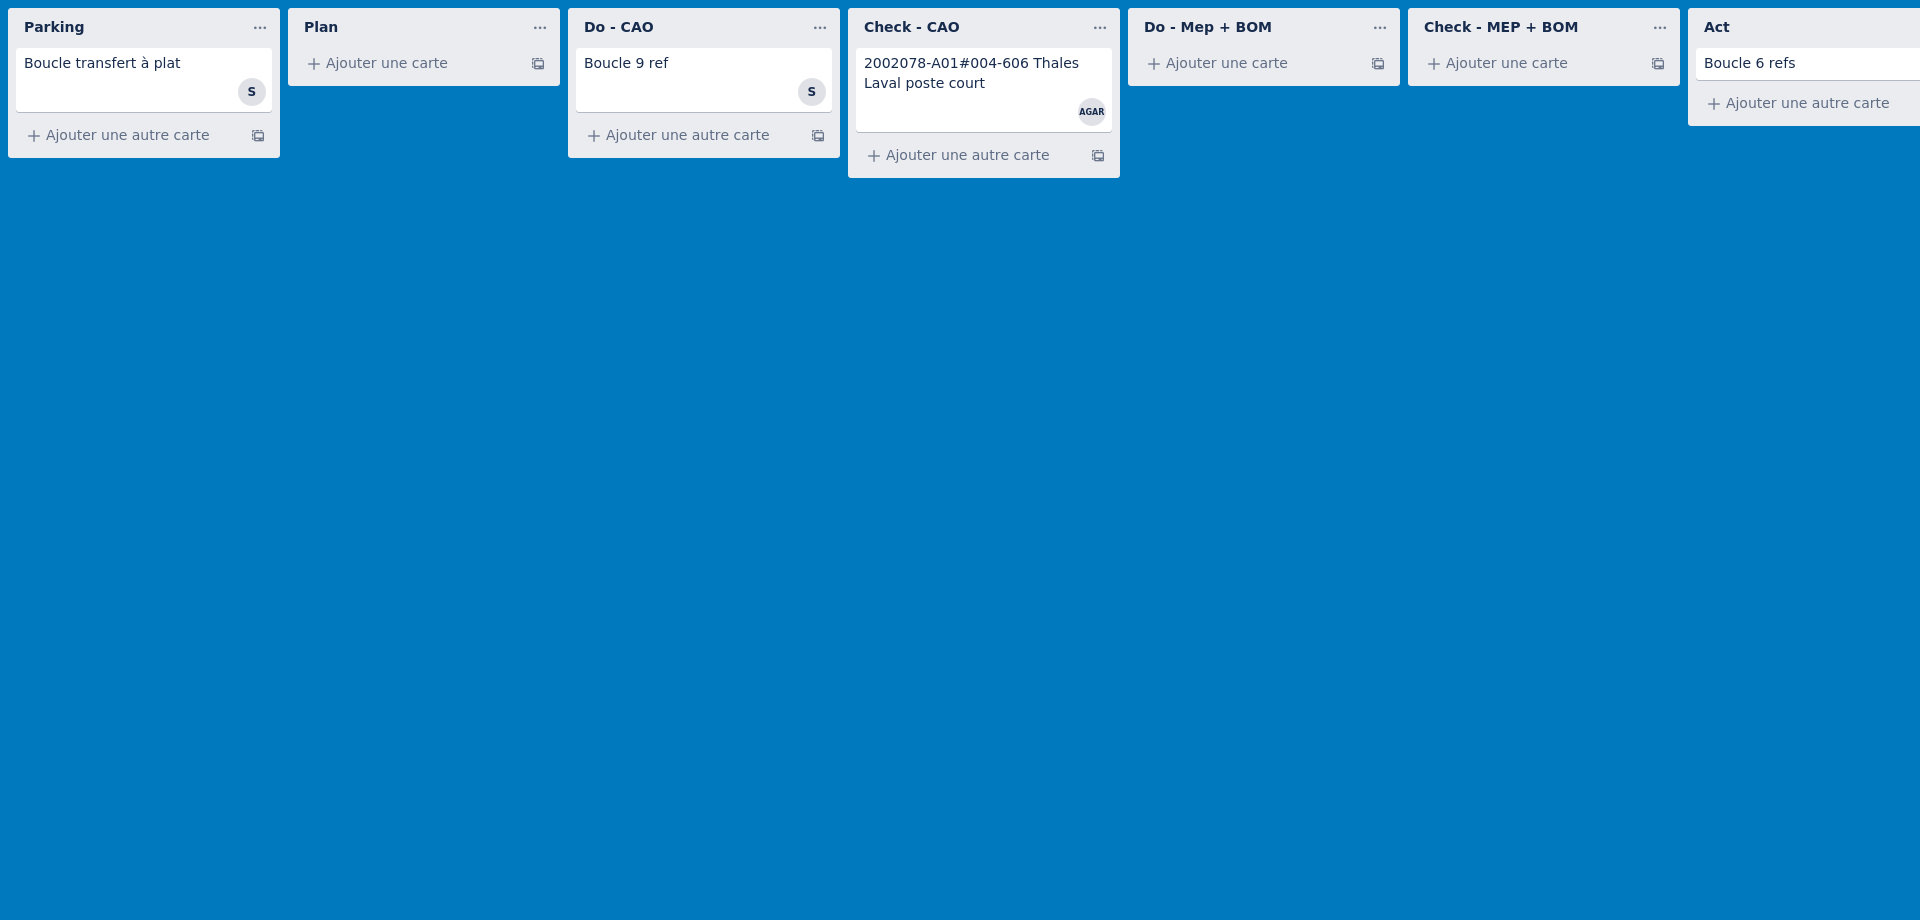 Parking
Boucle transfert à plat
S
Ajouter une autre carte
Plan
Ajouter une carte
Do - CAO
Boucle 9 ref
S
Ajouter une autre carte
Check - CAO
2002078-A01#004-606 Thales
Laval poste court
AGAR
Ajouter une autre carte
Do - Mep + BOM
Ajouter une carte
Check - MEP + BOM
Ajouter une carte
Act
Boucle 6 refs
Ajouter une autre carte